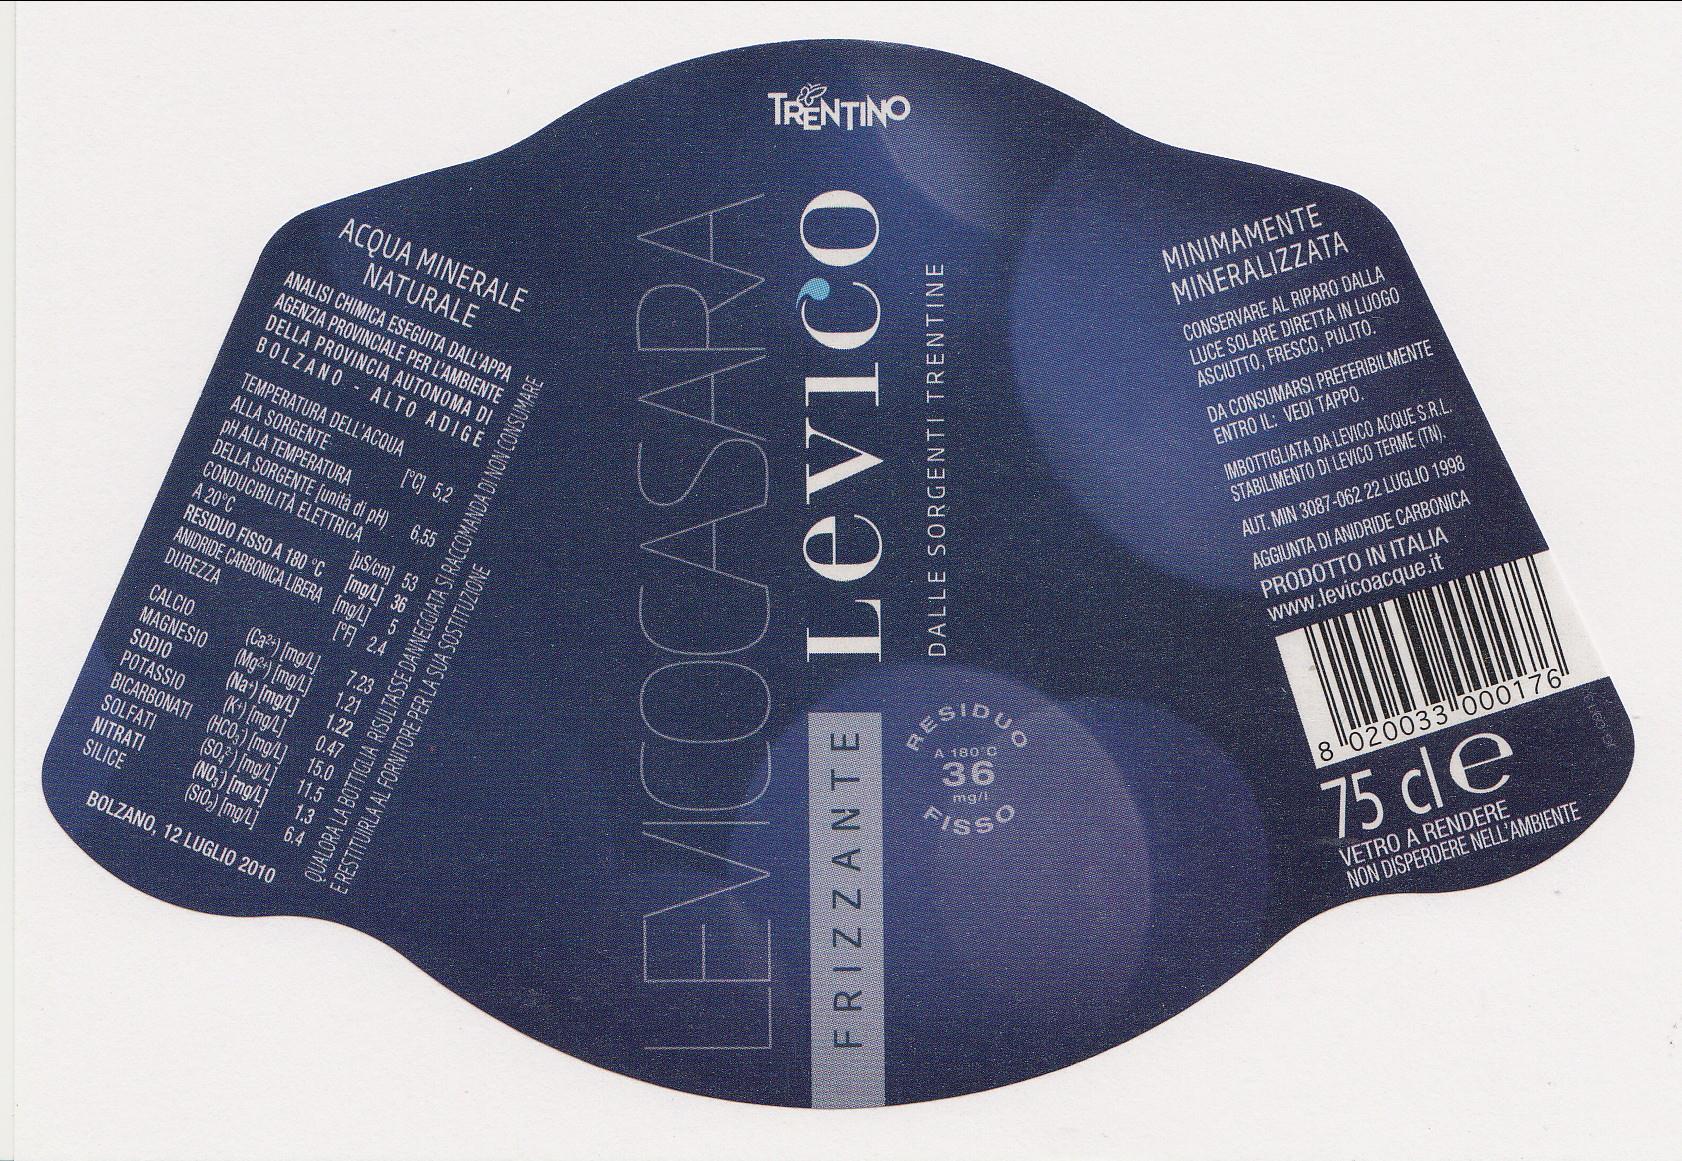 TRENTINO
ACQUA MINERALE
NATURALE
ANALISI CHIMICA ESEGUITA DALL'APPA
AGENZIA PROVINCIALE PER L'AMBIENTE
DELLA PROVINCIA AUTONOMA DI
BOLZANO - ALTO ADIGE
TEMPERATURA DELL'ACQUA
ALLA SORGENTE [°C] 5,2
pH ALLA TEMPERATURA
DELLA SORGENTE [unità di pH) 6,55
CONDUCIBILITÀ ELETTRICA
A 20°C [µS/cm] 53
RESIDUO FISSO A 180 °C [mg/L] 36
ANIDRIDE CARBONICA LIBERA [mg/L] 5
DUREZZA [°F] 2.4
CALCIO (Ca²⁺) [mg/L] 7.23
MAGNESIO (Mg²⁺) [mg/L] 1.21
SODIO (Na⁺) [mg/L] 1.22
POTASSIO (K⁺) [mg/L] 0.47
BICARBONATI (HCO₃⁻) [mg/L] 15.0
SOLFATI (SO₄²⁻) [mg/L] 11.5
NITRATI (NO₃⁻) [mg/L] 1.3
SILICE (SiO₂) [mg/L] 6.4
BOLZANO, 12 LUGLIO 2010
QUALORA LA BOTTIGLIA RISULTASSE DANNEGGIATA SI RACCOMANDA DI NON CONSUMARE
E RESTITUIRLA AL FORNITORE PER LA SUA SOSTITUZIONE
LEVICOCASARA
Levico
FRIZZANTE
DALLE SORGENTI TRENTINE
RESIDUO
A 180°C
36
mg/l
FISSO
MINIMAMENTE
MINERALIZZATA
CONSERVARE AL RIPARO DALLA
LUCE SOLARE DIRETTA IN LUOGO
ASCIUTTO, FRESCO, PULITO.
DA CONSUMARSI PREFERIBILMENTE
ENTRO IL: VEDI TAPPO.
IMBOTTIGLIATA DA LEVICO ACQUE S.R.L.
STABILIMENTO DI LEVICO TERME (TN).
AUT. MIN 3087-062 22 LUGLIO 1998
AGGIUNTA DI ANIDRIDE CARBONICA
PRODOTTO IN ITALIA
www.levicoacque.it
8 020033 000176
75 cl e
VETRO A RENDERE
NON DISPERDERE NELL'AMBIENTE